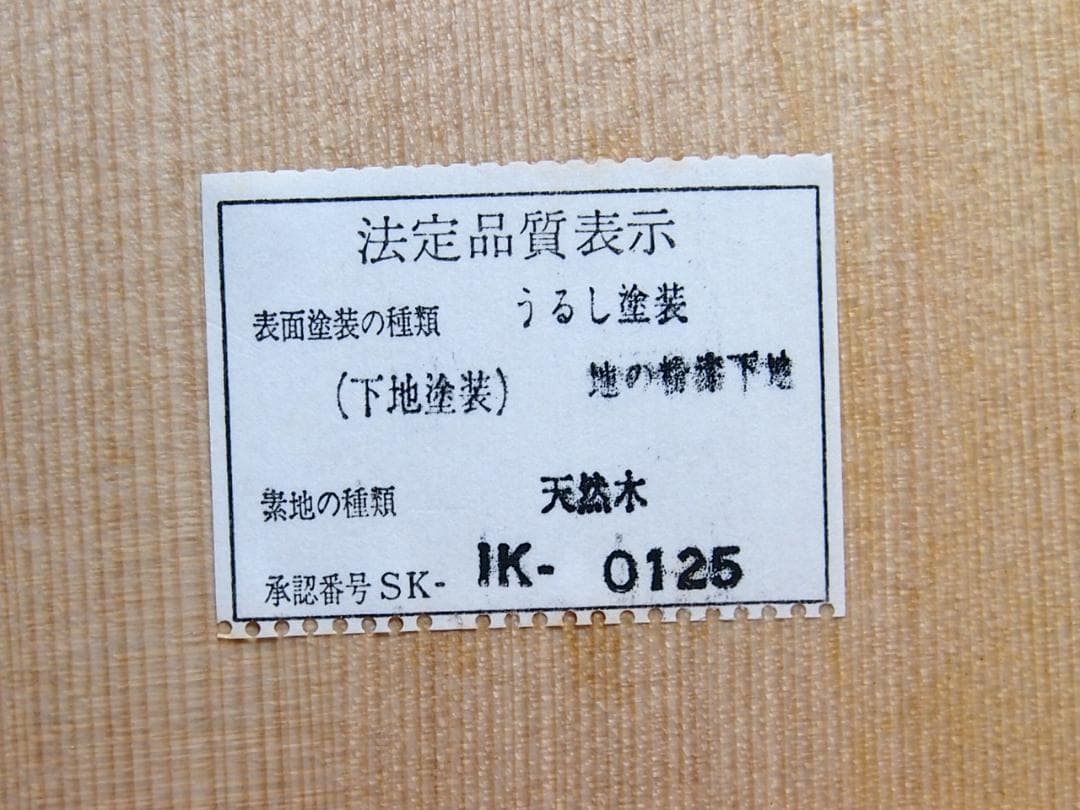 法定品質表示
表面塗装の種類 うるし塗装
(下地塗装) 地の粉漆下地
素地の種類 天然木
承認番号SK- IK- 0125